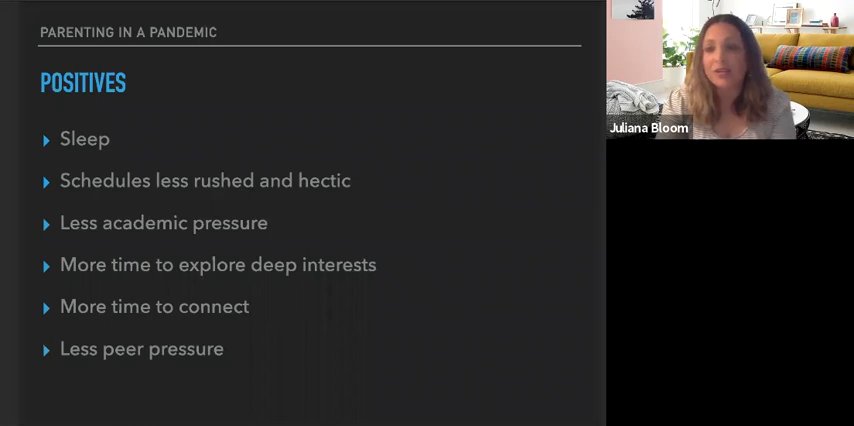 PARENTING IN A PANDEMIC
POSITIVES
Sleep
Schedules less rushed and hectic
Less academic pressure
More time to explore deep interests
More time to connect
Less peer pressure
Juliana Bloom